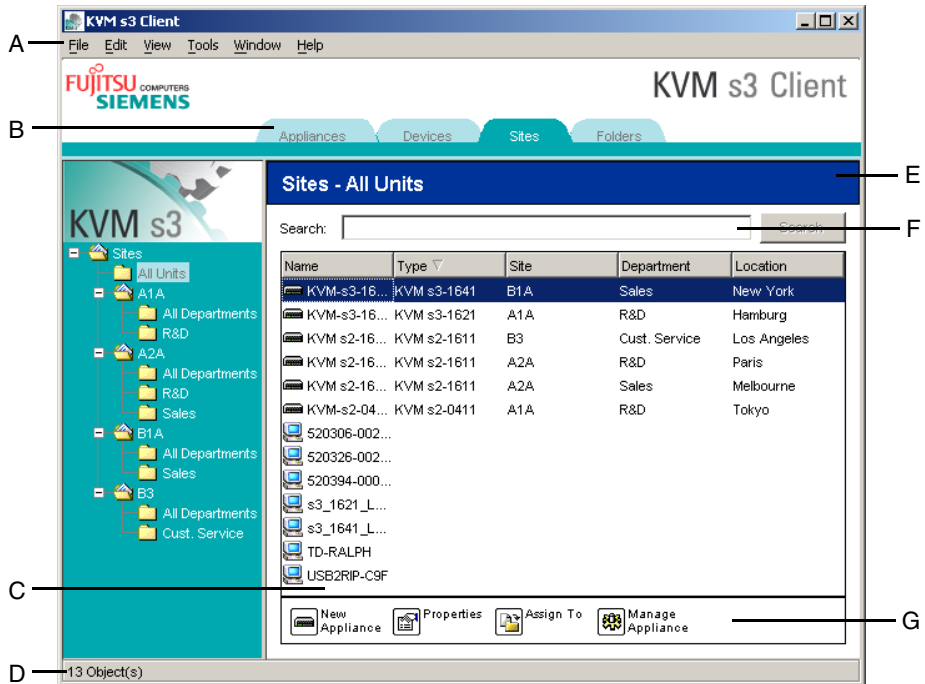 KVM s3 Client
A
File Edit View Tools Window Help
FUJITSU COMPUTERS
SIEMENS
KVM s3 Client
B
Appliances Devices Sites Folders
KVM s3
Sites - All Units
E
Search:
Search
F
Sites
All Units
A1A
All Departments
R&D
A2A
All Departments
R&D
Sales
B1A
All Departments
Sales
B3
All Departments
Cust. Service
Name Type Site Department Location
KVM-s3-16... KVM s3-1641 B1A Sales New York
KVM-s3-16... KVM s3-1621 A1A R&D Hamburg
KVM s2-16... KVM s2-1611 B3 Cust. Service Los Angeles
KVM s2-16... KVM s2-1611 A2A R&D Paris
KVM s2-16... KVM s2-1611 A2A Sales Melbourne
KVM-s2-04... KVM s2-0411 A1A R&D Tokyo
520306-002...
520326-002...
520394-000...
s3_1621_L...
s3_1641_L...
TD-RALPH
USB2RIP-C9F
C
New Appliance
Properties
Assign To
Manage Appliance
G
D
13 Object(s)